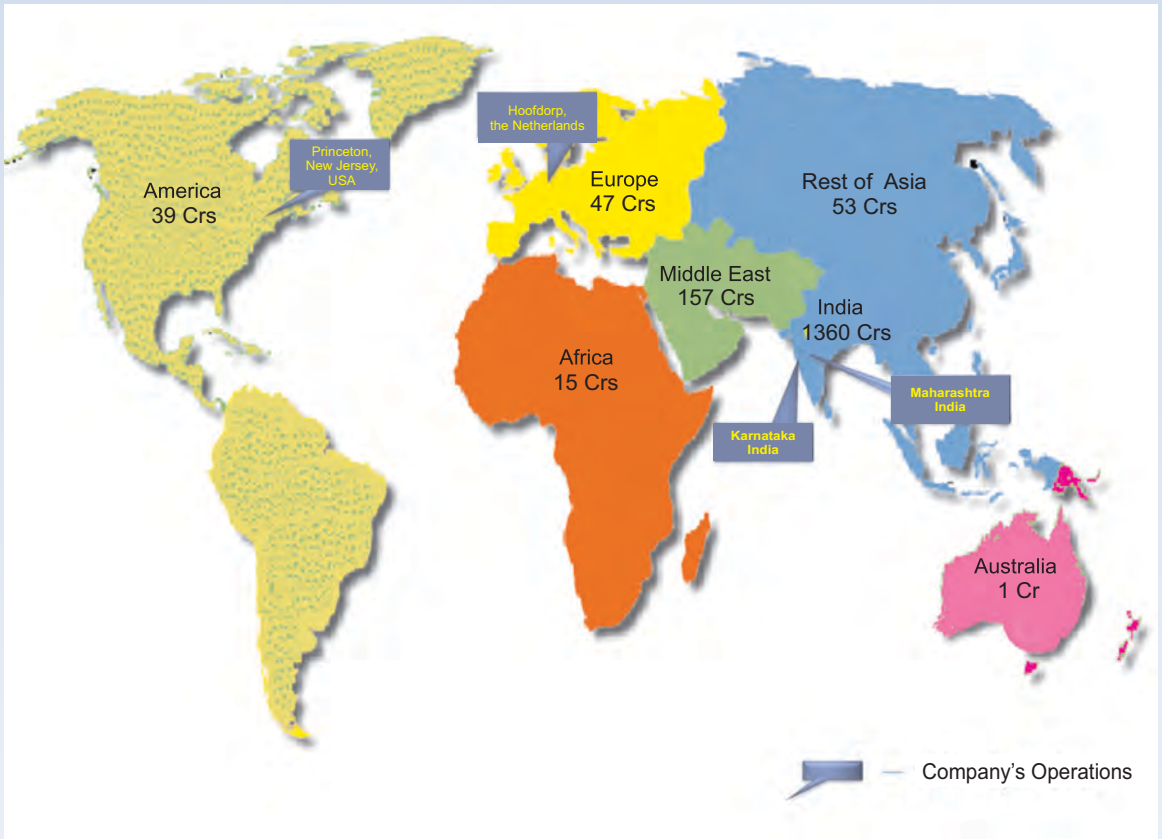 Hoofdorp,
the Netherlands
Princeton,
New Jersey,
USA
America
39 Crs
Europe
47 Crs
Rest of Asia
53 Crs
Middle East
157 Crs
India
1360 Crs
Africa
15 Crs
Maharashtra
India
Karnataka
India
Australia
1 Cr
Company's Operations